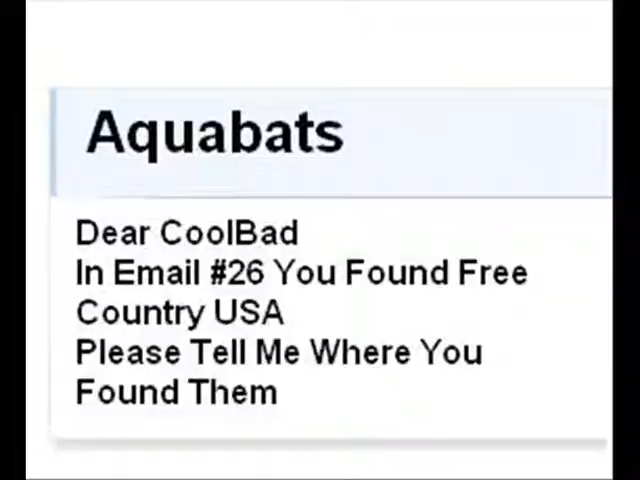 Aquabats
Dear CoolBad
In Email #26 You Found Free
Country USA
Please Tell Me Where You
Found Them